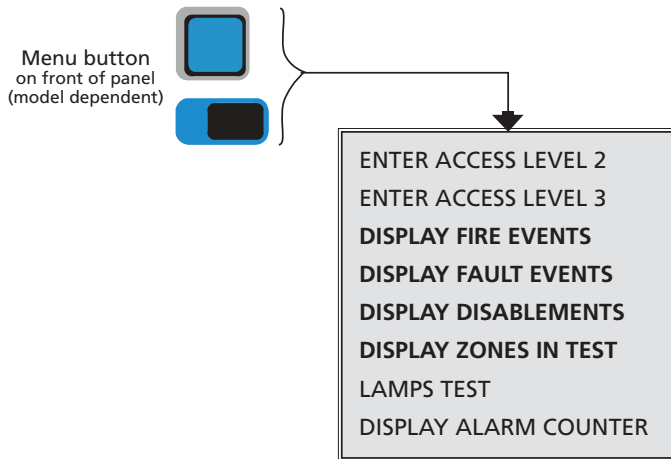 Menu button
on front of panel
(model dependent)
ENTER ACCESS LEVEL 2
ENTER ACCESS LEVEL 3
DISPLAY FIRE EVENTS
DISPLAY FAULT EVENTS
DISPLAY DISABLEMENTS
DISPLAY ZONES IN TEST
LAMPS TEST
DISPLAY ALARM COUNTER